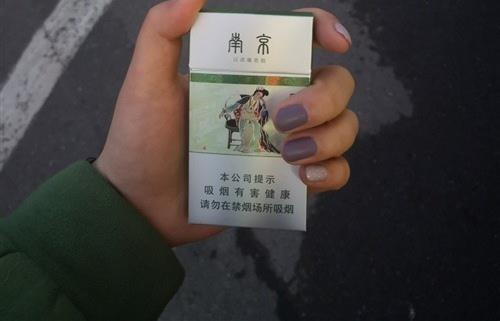 南京
本公司提示
吸烟有害健康
请勿在禁烟场所吸烟